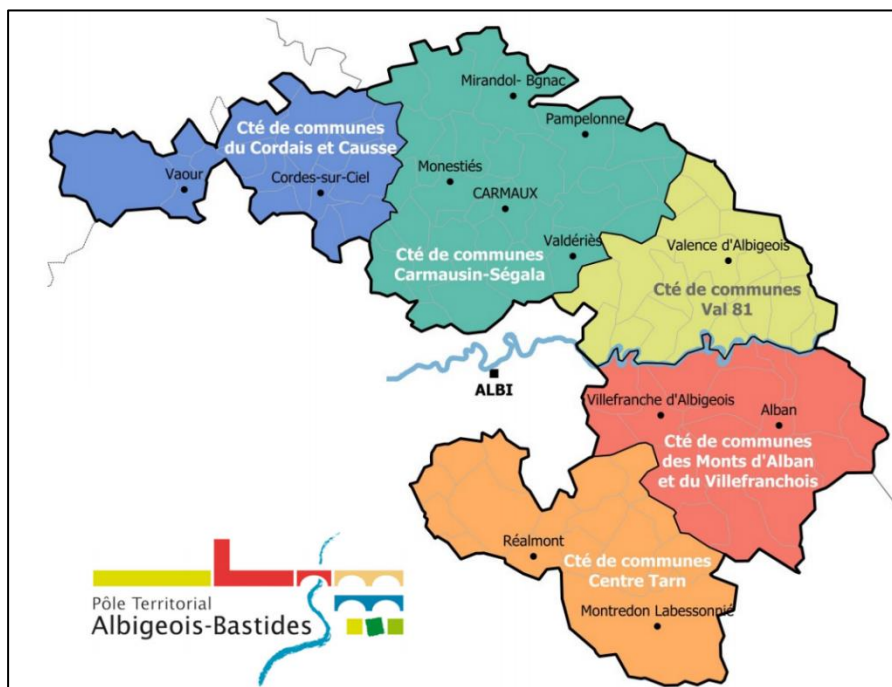 Mirandol- Bgnac
Pampelonne
Cté de communes
du Cordais et Causse
Vaour
Cordes-sur-Ciel
Monestiés
CARMAUX
Valdériès
Cté de communes
Carmausin-Ségala
Valence d'Albigeois
Cté de communes
Val 81
ALBI
Villefranche d'Albigeois
Alban
Cté de communes
des Monts d'Alban
et du Villefranchois
Réalmont
Cté de communes
Centre Tarn
Montredon Labessonnié
Pôle Territorial
Albigeois-Bastides